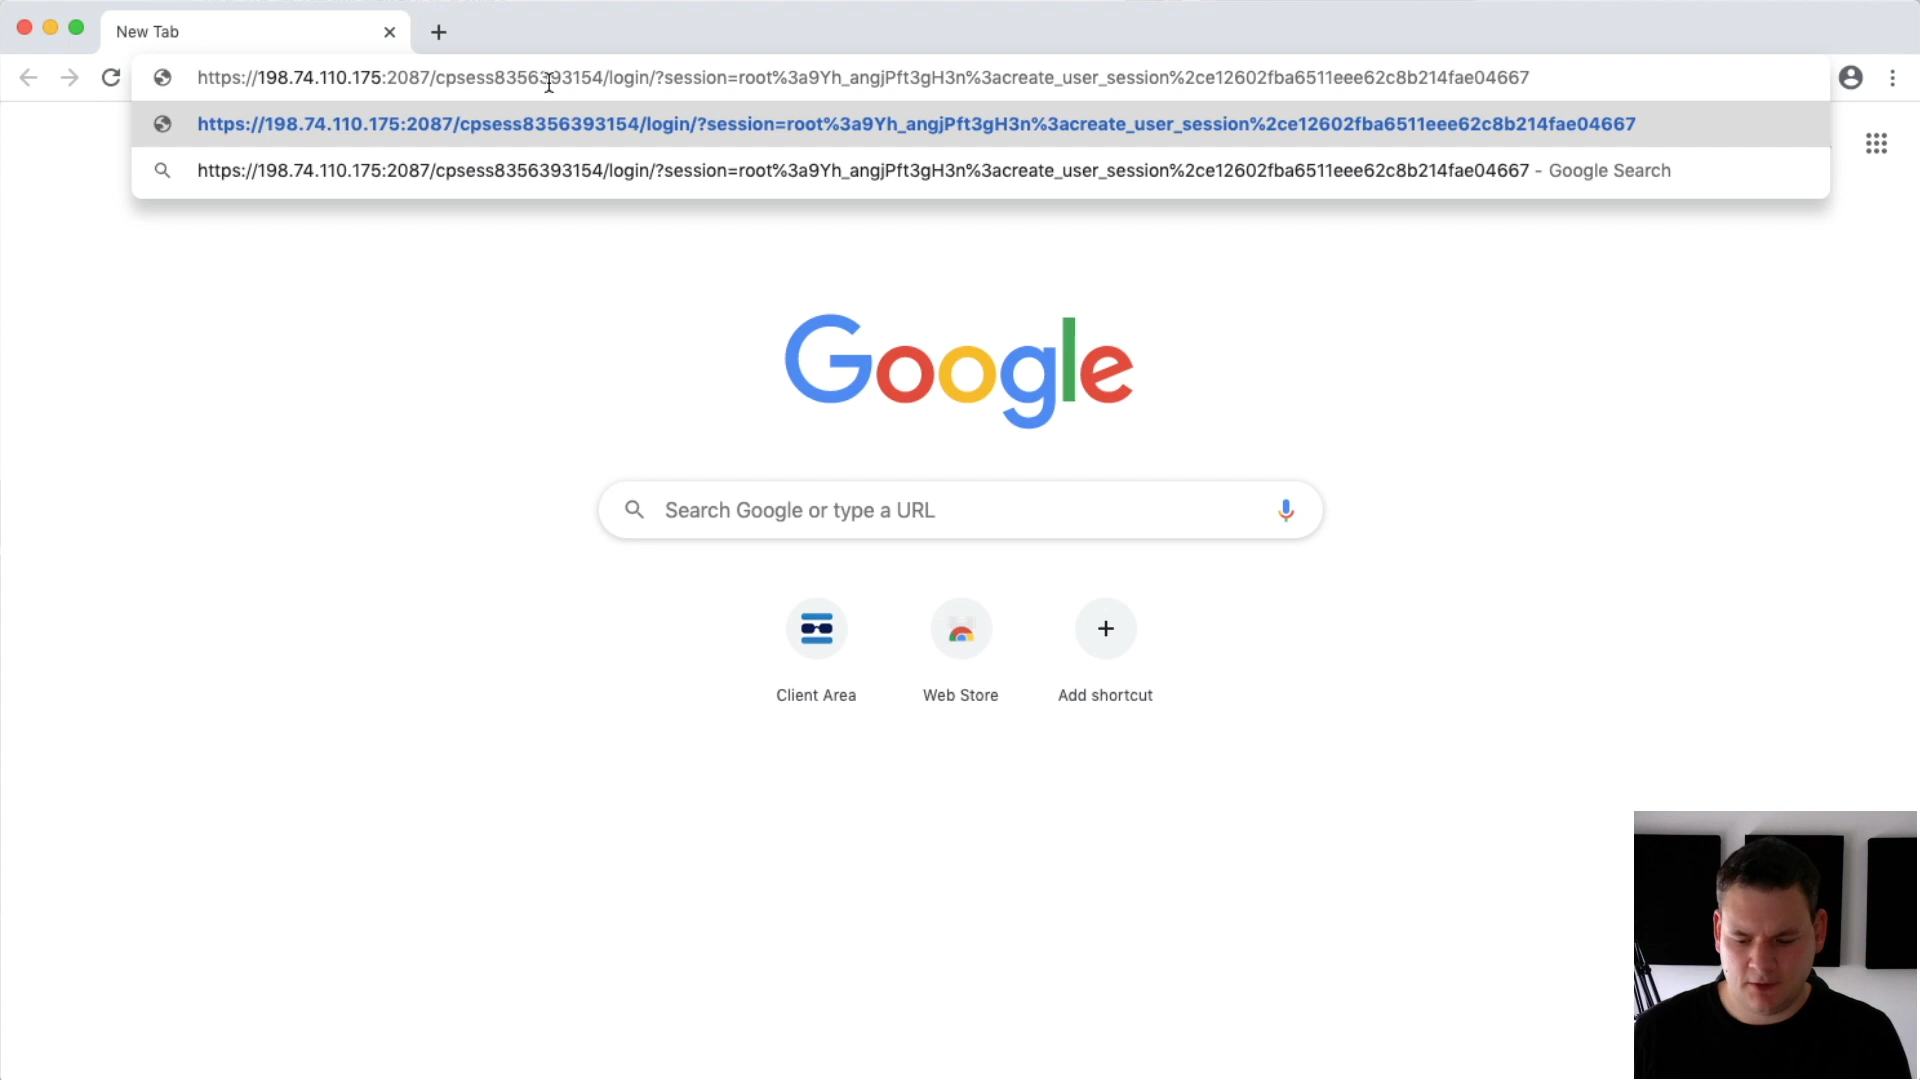 New Tab
https://198.74.110.175:2087/cpsess8356393154/login/?session=root%3a9Yh_angjPft3gH3n%3acreate_user_session%2ce12602fba6511eee62c8b214fae04667
https://198.74.110.175:2087/cpsess8356393154/login/?session=root%3a9Yh_angjPft3gH3n%3acreate_user_session%2ce12602fba6511eee62c8b214fae04667
https://198.74.110.175:2087/cpsess8356393154/login/?session=root%3a9Yh_angjPft3gH3n%3acreate_user_session%2ce12602fba6511eee62c8b214fae04667 - Google Search
Google
Search Google or type a URL
Client Area
Web Store
Add shortcut